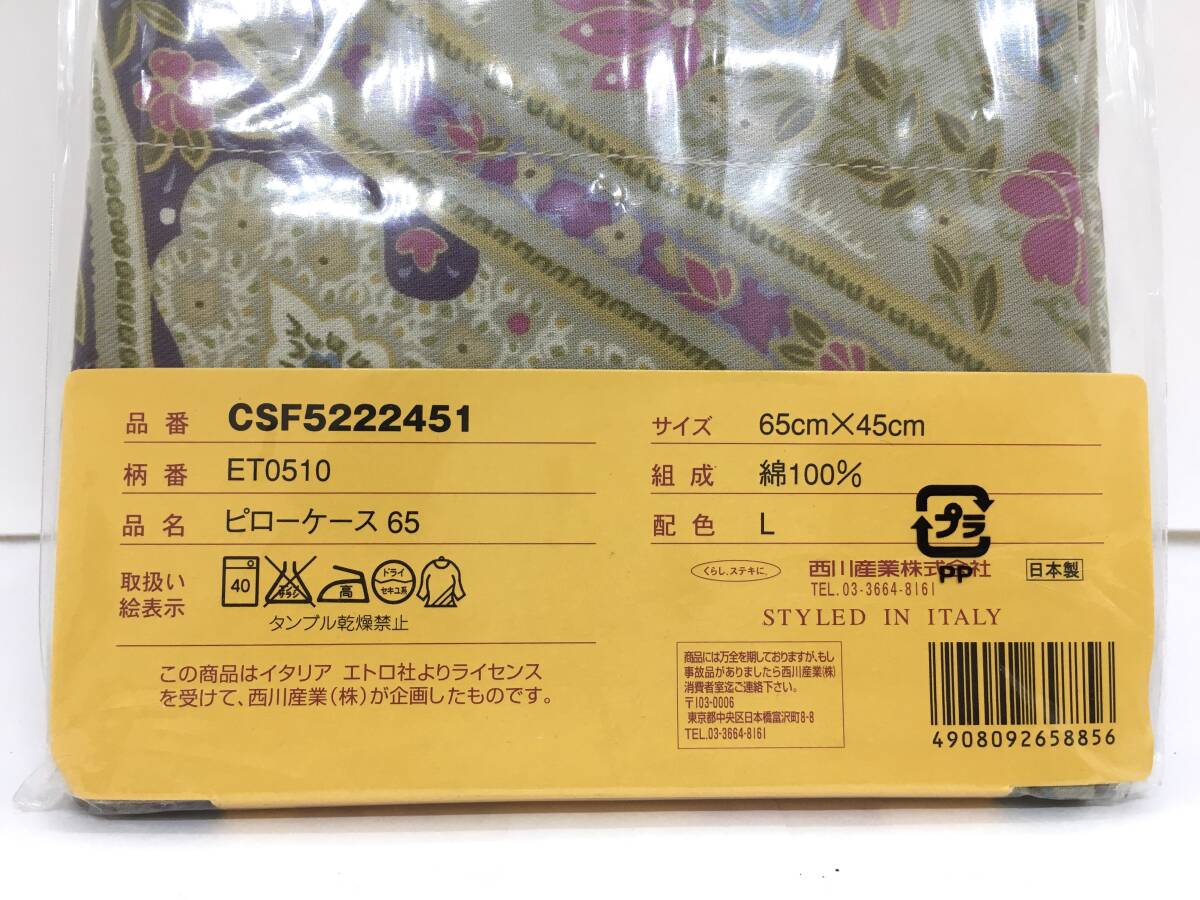 品番 CSF5222451
柄番 ET0510
品名 ピローケース 65
取扱い
絵表示
40
エンソ
サラシ
高
ドライ
セキユ系
タンブル乾燥禁止
この商品はイタリア エトロ社よりライセンス
を受けて、西川産業(株)が企画したものです。
サイズ 65cm×45cm
組成 綿100%
配色 L
プラ
PP
くらし、ステキに。
西川産業株式会社
日本製
TEL.03-3664-8161
STYLED IN ITALY
商品には万全を期しておりますが、もし
事故品がありましたら西川産業(株)
消費者室迄ご連絡下さい。
〒103-0006
東京都中央区日本橋富沢町8-8
TEL.03-3664-8161
4908092658856